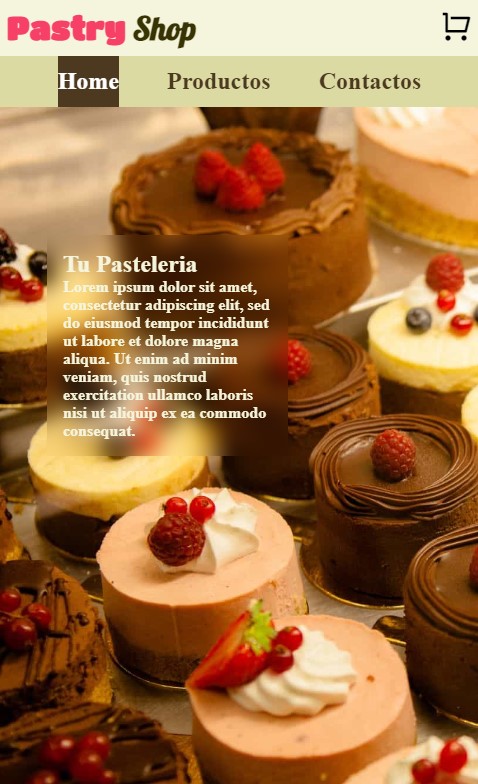 Pastry Shop
Home Productos Contactos
Tu Pasteleria
Lorem ipsum dolor sit amet,
consectetur adipiscing elit, sed
do eiusmod tempor incididunt
ut labore et dolore magna
aliqua. Ut enim ad minim
veniam, quis nostrud
exercitation ullamco laboris
nisi ut aliquip ex ea commodo
consequat.